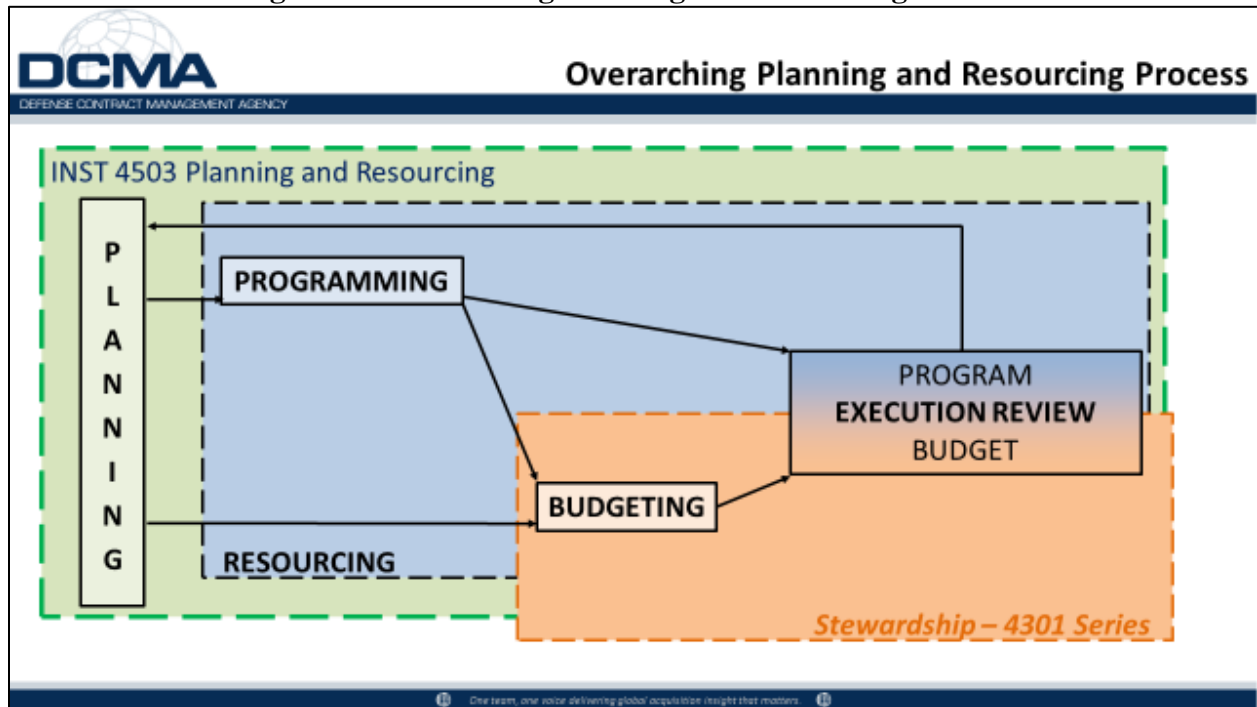 DCMA
DEFENSE CONTRACT MANAGEMENT AGENCY
Overarching Planning and Resourcing Process
INST 4503 Planning and Resourcing
PLANNING
PROGRAMMING
PROGRAM
EXECUTION REVIEW
BUDGET
BUDGETING
RESOURCING
Stewardship – 4301 Series
One team, one voice delivering global acquisition insight that matters.